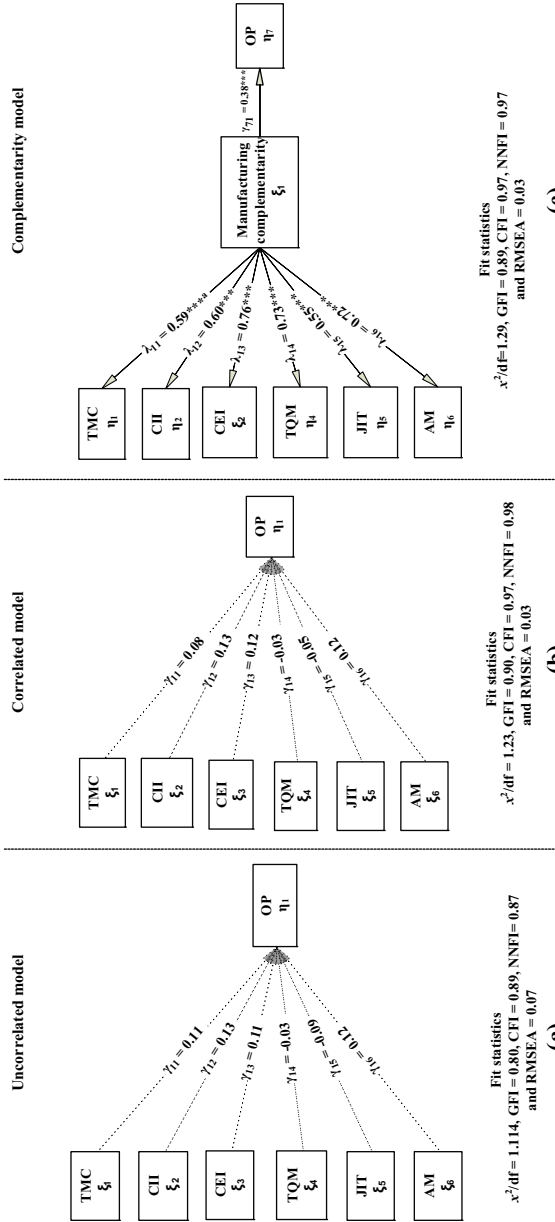 Uncorrelated model
TMC
ξ₁
CII
ξ₂
CEI
ξ₃
TQM
ξ₄
JIT
ξ₅
AM
ξ₆
γ₁₁ = 0.11
γ₁₂ = 0.13
γ₁₃ = 0.11
γ₁₄ = -0.03
γ₁₅ = -0.09
γ₁₆ = 0.12
OP
η₁
Fit statistics
x²/df = 1.114, GFI = 0.80, CFI = 0.89, NNFI= 0.87
and RMSEA = 0.07
Correlated model
TMC
ξ₁
CII
ξ₂
CEI
ξ₃
TQM
ξ₄
JIT
ξ₅
AM
ξ₆
γ₁₁ = 0.08
γ₁₂ = 0.13
γ₁₃ = 0.12
γ₁₄ = -0.03
γ₁₅ = -0.05
γ₁₆ = 0.12
OP
η₁
Fit statistics
x²/df = 1.23, GFI = 0.90, CFI = 0.97, NNFI = 0.98
and RMSEA = 0.03
(b)
Complementarity model
TMC
η₁
CII
η₂
CEI
ξ₂
TQM
η₄
JIT
η₅
AM
η₆
λ₁₁ = 0.59***ᵃ
λ₁₂ = 0.60***
λ₁₃ = 0.76***
λ₁₄ = 0.73***
λ₁₅ = 0.55***
λ₁₆ = 0.72***
Manufacturing
complementarity
ξ₁
γ₇₁ = 0.38***
OP
η₇
Fit statistics
x²/df=1.29, GFI = 0.89, CFI = 0.97, NNFI = 0.97
and RMSEA = 0.03